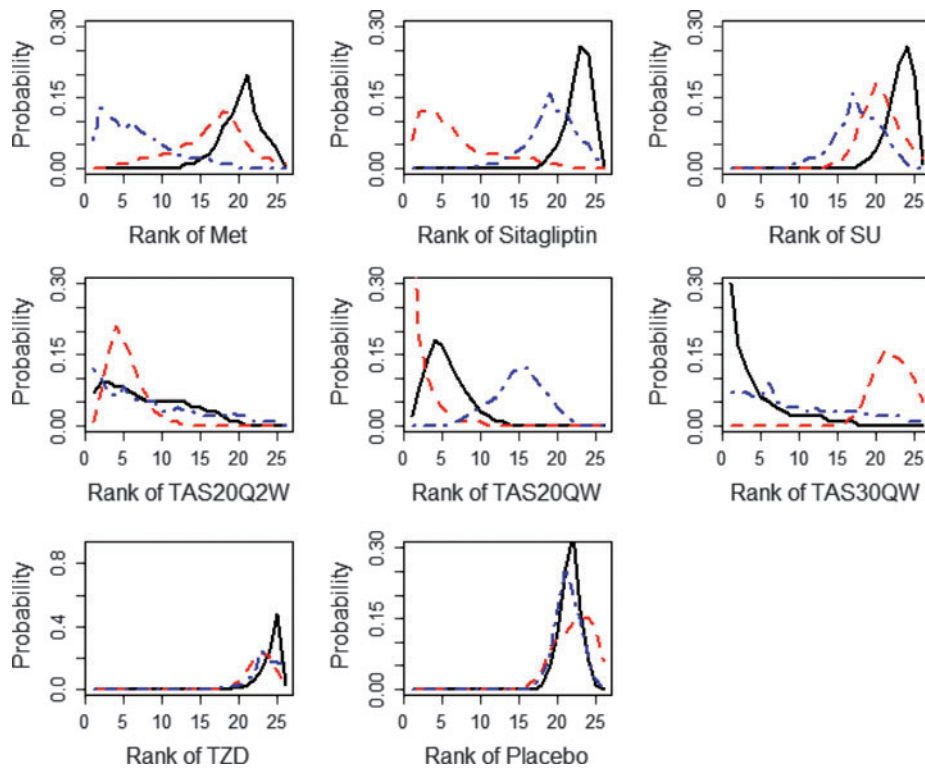 Probability
0.00 0.15 0.30
0 5 10 15 20 25
Rank of Met
Probability
0.00 0.15 0.30
0 5 10 15 20 25
Rank of Sitagliptin
Probability
0.00 0.15 0.30
0 5 10 15 20 25
Rank of SU
Probability
0.00 0.15 0.30
0 5 10 15 20 25
Rank of TAS20Q2W
Probability
0.00 0.15 0.30
0 5 10 15 20 25
Rank of TAS20QW
Probability
0.00 0.15 0.30
0 5 10 15 20 25
Rank of TAS30QW
Probability
0.0 0.4 0.8
0 5 10 15 20 25
Rank of TZD
Probability
0.00 0.15 0.30
0 5 10 15 20 25
Rank of Placebo